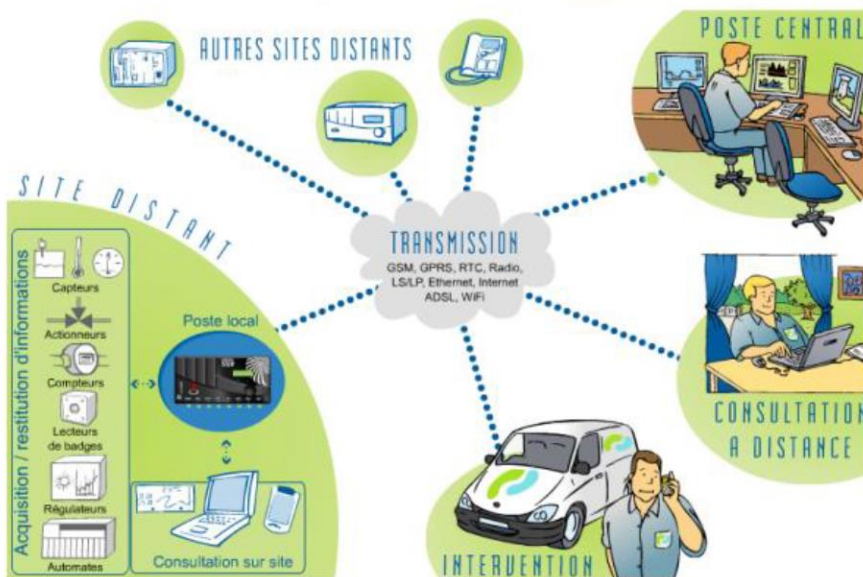 AUTRES SITES DISTANTS
POSTE CENTRAL
SITE DISTANT
TRANSMISSION
GSM, GPRS, RTC, Radio,
LS/LP, Ethernet, Internet
ADSL, WiFi
Acquisition / restitution d'informations
Capteurs
Actionneurs
Compteurs
Lecteurs
de badges
Régulateurs
Automates
Poste local
Consultation sur site
CONSULTATION
A DISTANCE
INTERVENTION